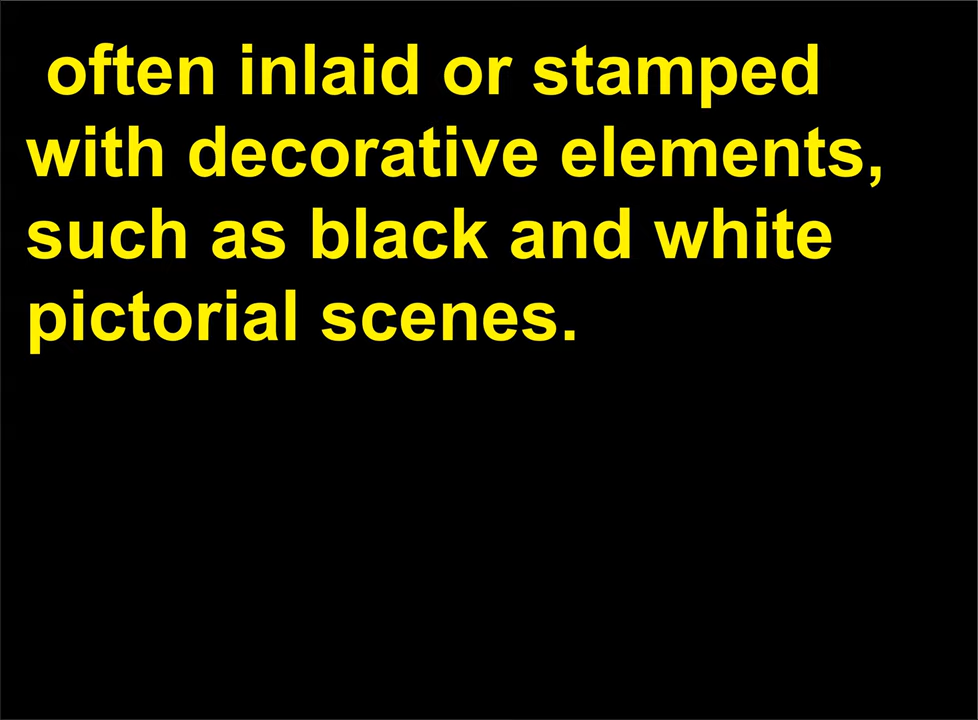 often inlaid or stamped
with decorative elements,
such as black and white
pictorial scenes.